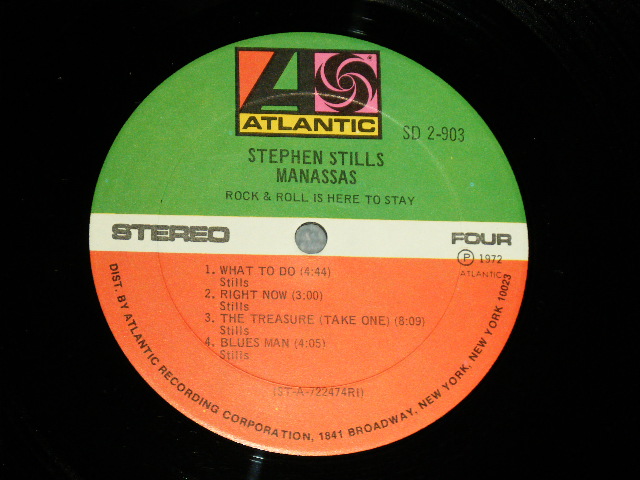 ATLANTIC
SD 2-903
STEPHEN STILLS
MANASSAS
ROCK & ROLL IS HERE TO STAY
STEREO
FOUR
℗ 1972
ATLANTIC
1. WHAT TO DO (4:44)
Stills
2. RIGHT NOW (3:00)
Stills
3. THE TREASURE (TAKE ONE) (8:09)
Stills
4. BLUES MAN (4:05)
Stills
(ST-A-722474RI)
DIST. BY ATLANTIC RECORDING CORPORATION, 1841 BROADWAY, NEW YORK, NEW YORK 10023